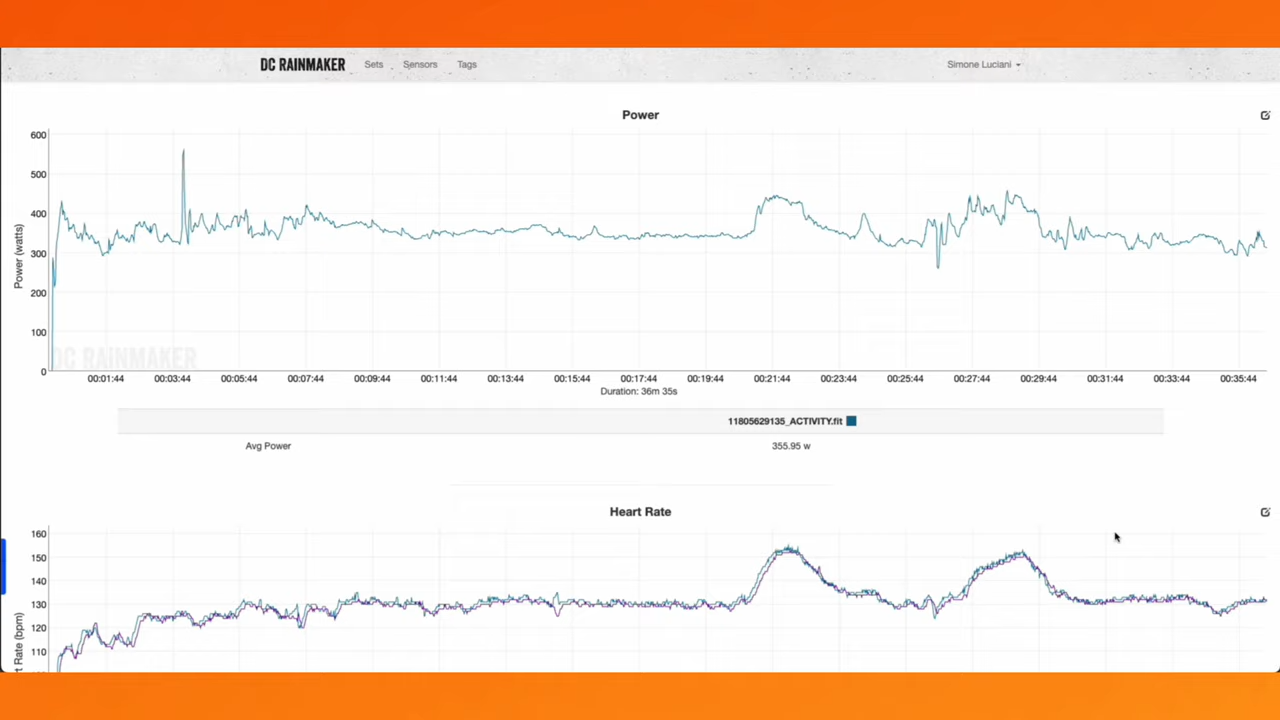 DC RAINMAKER Sets Sensors Tags Simone Luciani
Power
600
500
400
300
200
100
0
Power (watts)
DC RAINMAKER
00:01:44 00:03:44 00:05:44 00:07:44 00:09:44 00:11:44 00:13:44 00:15:44 00:17:44 00:19:44 00:21:44 00:23:44 00:25:44 00:27:44 00:29:44 00:31:44 00:33:44 00:35:44
Duration: 36m 35s
11805629135_ACTIVITY.fit
Avg Power 355.95 w
Heart Rate
160
150
140
130
120
110
rt Rate (bpm)